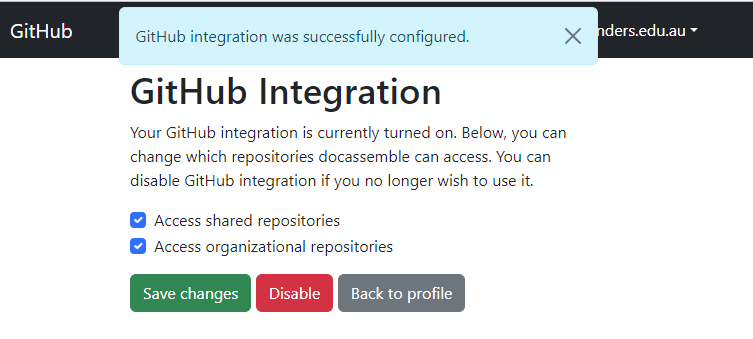 GitHub
GitHub integration was successfully configured.
nders.edu.au
GitHub Integration
Your GitHub integration is currently turned on. Below, you can
change which repositories docassemble can access. You can
disable GitHub integration if you no longer wish to use it.
Access shared repositories
Access organizational repositories
Save changes
Disable
Back to profile